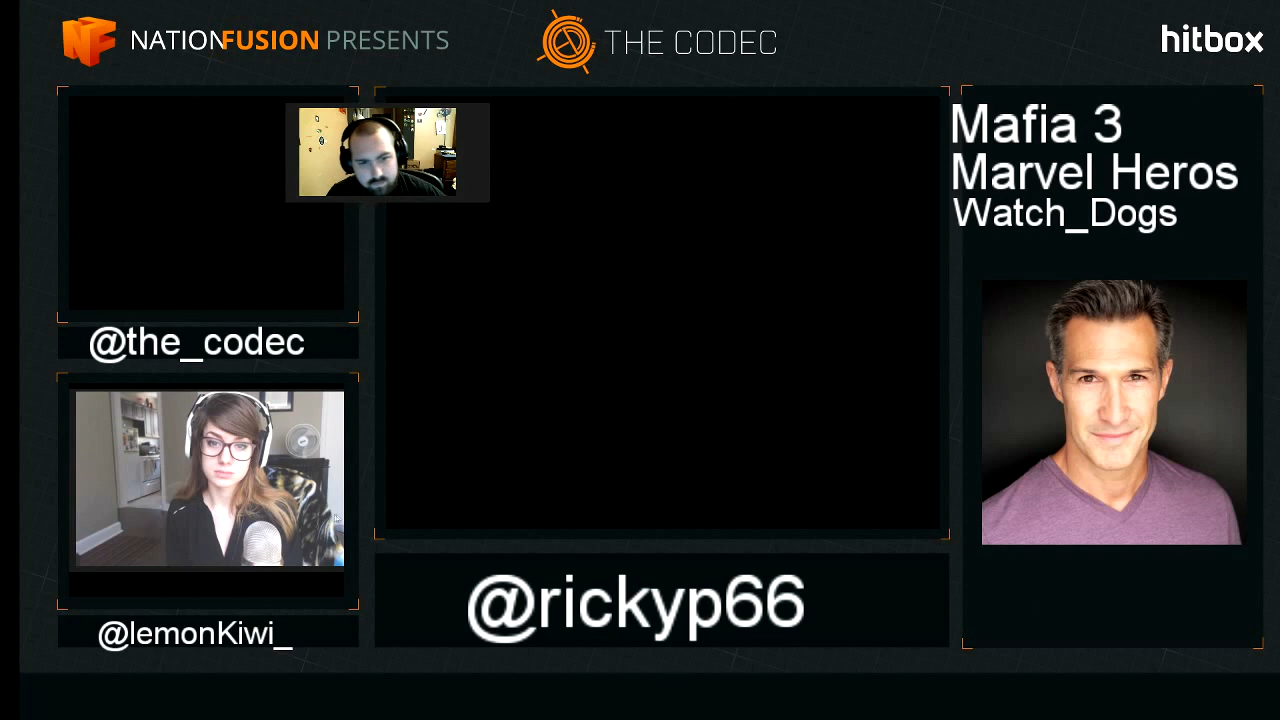 NATIONFUSION PRESENTS
THE CODEC
hitbox
Mafia 3
Marvel Heros
Watch_Dogs
@the_codec
@rickyp66
@lemonKiwi_